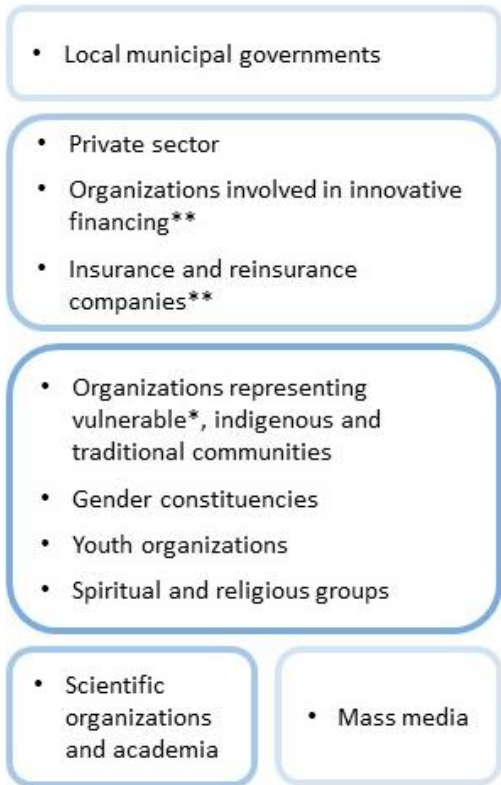 • Local municipal governments
• Private sector
• Organizations involved in innovative
financing**
• Insurance and reinsurance
companies**
• Organizations representing
vulnerable*, indigenous and
traditional communities
• Gender constituencies
• Youth organizations
• Spiritual and religious groups
• Scientific
organizations
and academia
• Mass media